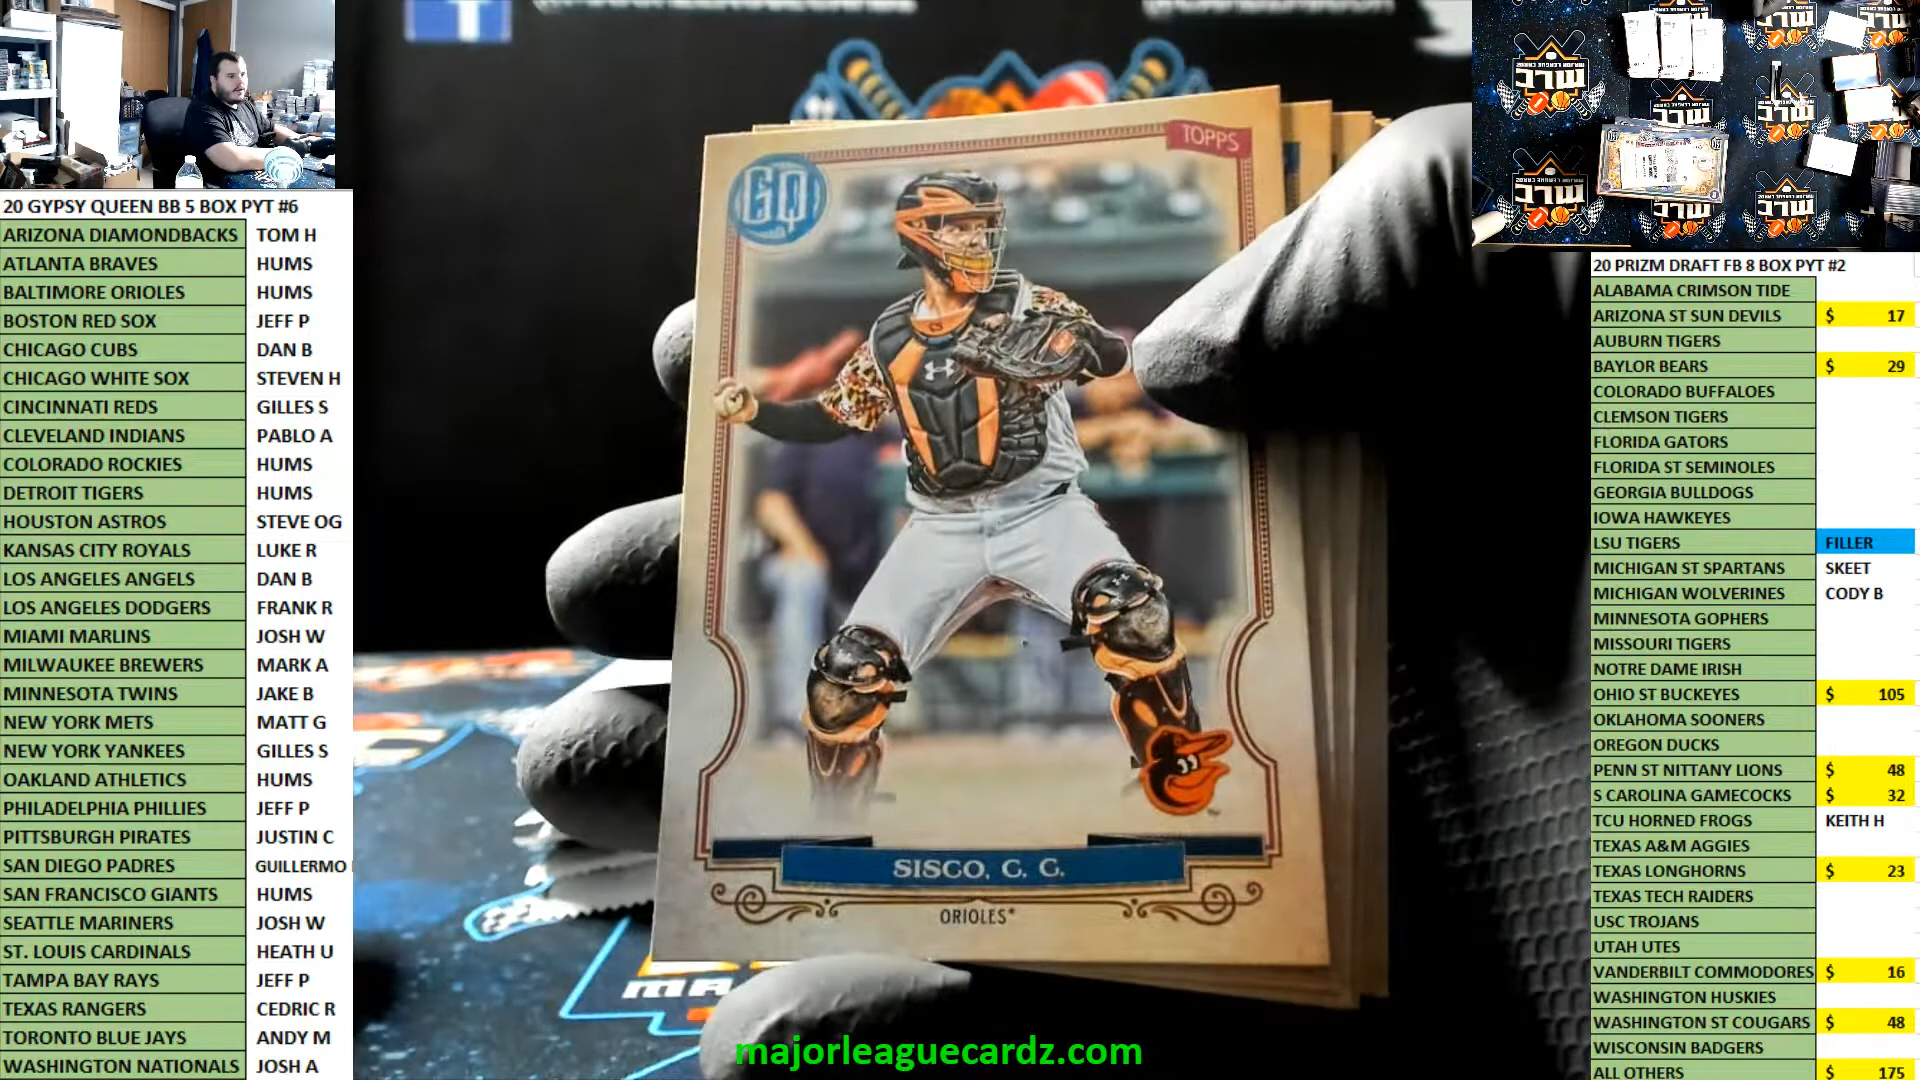 20 GYPSY QUEEN BB 5 BOX PYT #6
ARIZONA DIAMONDBACKS TOM H
ATLANTA BRAVES HUMS
BALTIMORE ORIOLES HUMS
BOSTON RED SOX JEFF P
CHICAGO CUBS DAN B
CHICAGO WHITE SOX STEVEN H
CINCINNATI REDS GILLES S
CLEVELAND INDIANS PABLO A
COLORADO ROCKIES HUMS
DETROIT TIGERS HUMS
HOUSTON ASTROS STEVE OG
KANSAS CITY ROYALS LUKE R
LOS ANGELES ANGELS DAN B
LOS ANGELES DODGERS FRANK R
MIAMI MARLINS JOSH W
MILWAUKEE BREWERS MARK A
MINNESOTA TWINS JAKE B
NEW YORK METS MATT G
NEW YORK YANKEES GILLES S
OAKLAND ATHLETICS HUMS
PHILADELPHIA PHILLIES JEFF P
PITTSBURGH PIRATES JUSTIN C
SAN DIEGO PADRES GUILLERMO
SAN FRANCISCO GIANTS HUMS
SEATTLE MARINERS JOSH W
ST. LOUIS CARDINALS HEATH U
TAMPA BAY RAYS JEFF P
TEXAS RANGERS CEDRIC R
TORONTO BLUE JAYS ANDY M
WASHINGTON NATIONALS JOSH A
TOPPS
GQ
SISCO, C. C.
ORIOLES*
majorleaguecardz.com
20 PRIZM DRAFT FB 8 BOX PYT #2
ALABAMA CRIMSON TIDE
ARIZONA ST SUN DEVILS $ 17
AUBURN TIGERS
BAYLOR BEARS $ 29
COLORADO BUFFALOES
CLEMSON TIGERS
FLORIDA GATORS
FLORIDA ST SEMINOLES
GEORGIA BULLDOGS
IOWA HAWKEYES
LSU TIGERS FILLER
MICHIGAN ST SPARTANS SKEET
MICHIGAN WOLVERINES CODY B
MINNESOTA GOPHERS
MISSOURI TIGERS
NOTRE DAME IRISH
OHIO ST BUCKEYES $ 105
OKLAHOMA SOONERS
OREGON DUCKS
PENN ST NITTANY LIONS $ 48
S CAROLINA GAMECOCKS $ 32
TCU HORNED FROGS KEITH H
TEXAS A&M AGGIES
TEXAS LONGHORNS $ 23
TEXAS TECH RAIDERS
USC TROJANS
UTAH UTES
VANDERBILT COMMODORES $ 16
WASHINGTON HUSKIES
WASHINGTON ST COUGARS $ 48
WISCONSIN BADGERS
ALL OTHERS $ 175